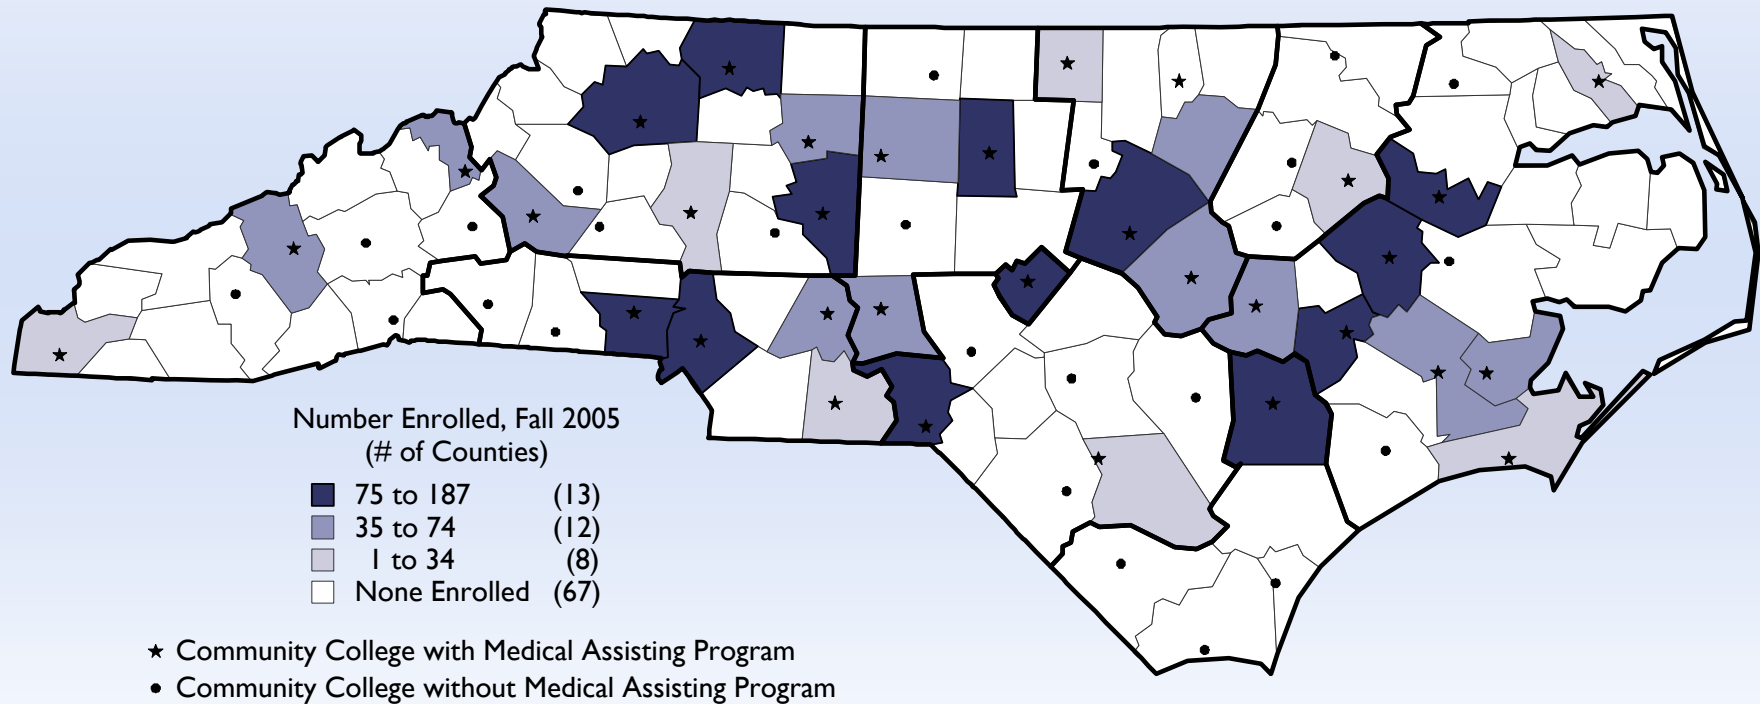 Number Enrolled, Fall 2005
(# of Counties)
75 to 187 (13)
35 to 74 (12)
1 to 34 (8)
None Enrolled (67)
★ Community College with Medical Assisting Program
● Community College without Medical Assisting Program